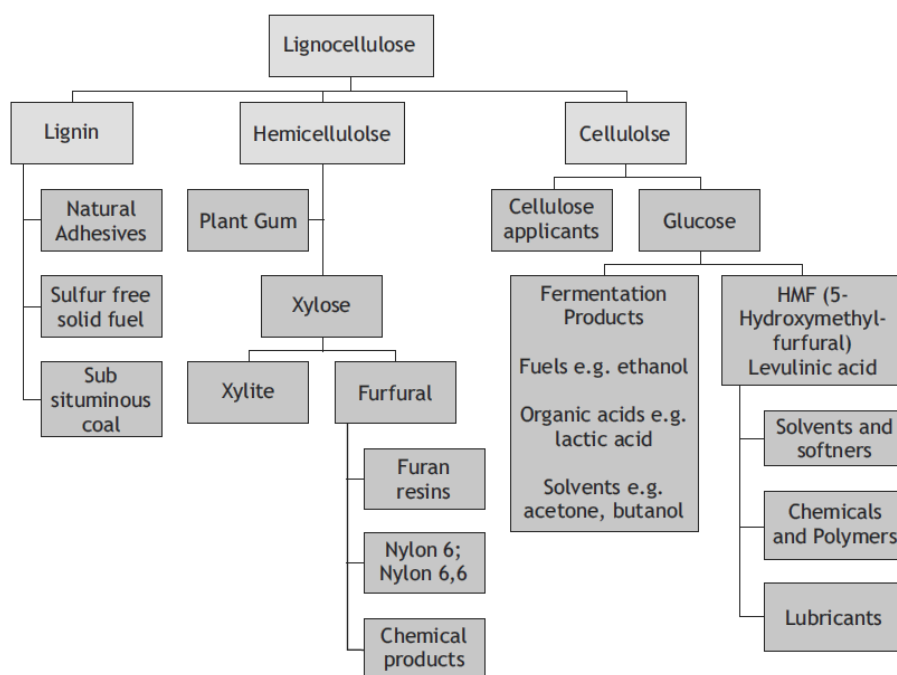 Lignocellulose
Lignin
Hemicellulolse
Cellulolse
Natural
Adhesives
Plant Gum
Cellulose
applicants
Glucose
Sulfur free
solid fuel
Xylose
Fermentation
Products
Fuels e.g. ethanol
Organic acids e.g.
lactic acid
Solvents e.g.
acetone, butanol
HMF (5-
Hydroxymethyl-
furfural)
Levulinic acid
Sub
situminous
coal
Xylite
Furfural
Solvents and
softners
Furan
resins
Chemicals
and Polymers
Nylon 6;
Nylon 6,6
Lubricants
Chemical
products